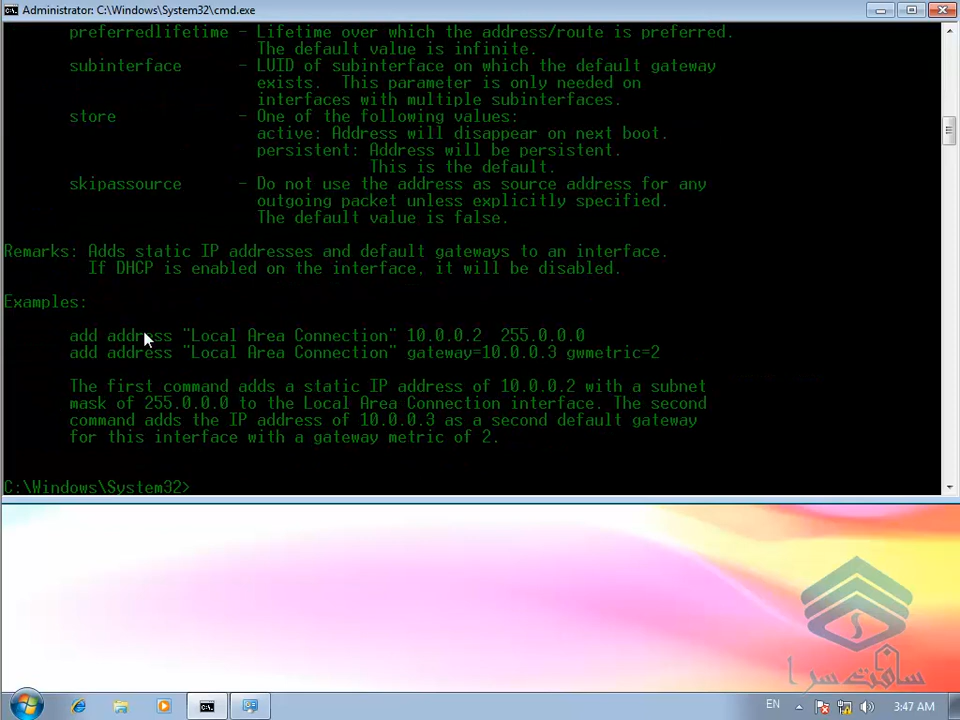 Administrator: C:\Windows\System32\cmd.exe
preferredlifetime - Lifetime over which the address/route is preferred.
The default value is infinite.
subinterface - LUID of subinterface on which the default gateway
exists. This parameter is only needed on
interfaces with multiple subinterfaces.
store - One of the following values:
active: Address will disappear on next boot.
persistent: Address will be persistent.
This is the default.
skipassource - Do not use the address as source address for any
outgoing packet unless explicitly specified.
The default value is false.
Remarks: Adds static IP addresses and default gateways to an interface.
If DHCP is enabled on the interface, it will be disabled.
Examples:
add address "Local Area Connection" 10.0.0.2 255.0.0.0
add address "Local Area Connection" gateway=10.0.0.3 gwmetric=2
The first command adds a static IP address of 10.0.0.2 with a subnet
mask of 255.0.0.0 to the Local Area Connection interface. The second
command adds the IP address of 10.0.0.3 as a second default gateway
for this interface with a gateway metric of 2.
C:\Windows\System32>
سافت سرا
EN
3:47 AM